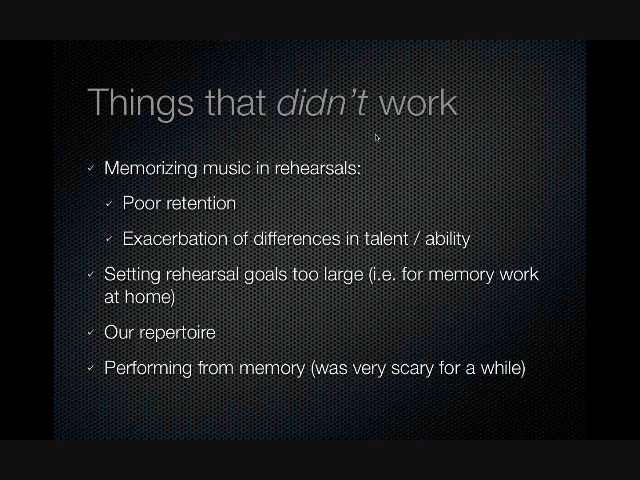 Things that didn't work
Memorizing music in rehearsals:
Poor retention
Exacerbation of differences in talent / ability
Setting rehearsal goals too large (i.e. for memory work
at home)
Our repertoire
Performing from memory (was very scary for a while)